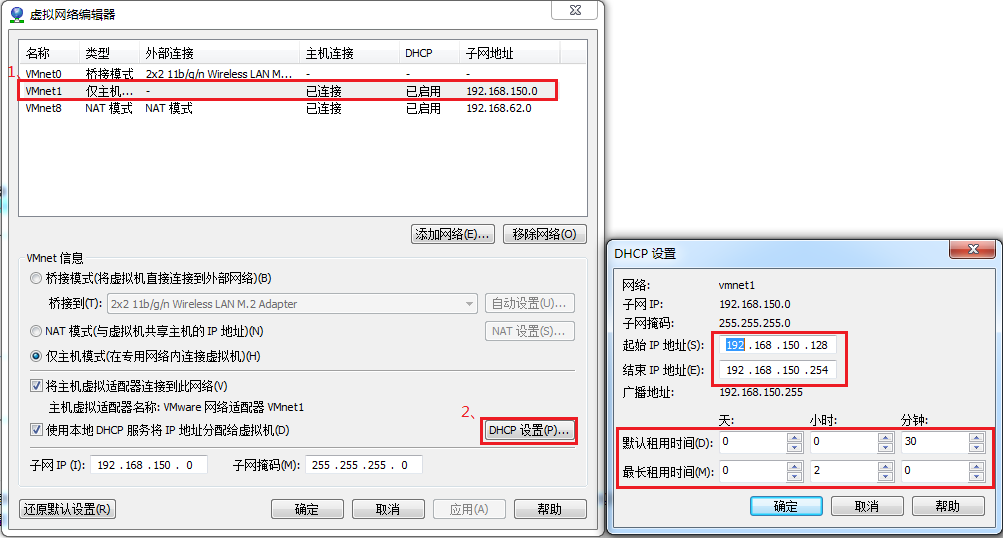 虚拟网络编辑器
名称 类型 外部连接 主机连接 DHCP 子网地址
1、
VMnet0 桥接模式 2x2 11b/g/n Wireless LAN M... - - -
VMnet1 仅主机... - 已连接 已启用 192.168.150.0
VMnet8 NAT 模式 NAT 模式 已连接 已启用 192.168.62.0
添加网络(E)... 移除网络(O)
VMnet 信息
桥接模式(将虚拟机直接连接到外部网络)(B)
桥接到(T): 2x2 11b/g/n Wireless LAN M.2 Adapter 自动设置(U)...
NAT 模式(与虚拟机共享主机的 IP 地址)(N) NAT 设置(S)...
仅主机模式(在专用网络内连接虚拟机)(H)
将主机虚拟适配器连接到此网络(V)
主机虚拟适配器名称: VMware 网络适配器 VMnet1
2、
使用本地 DHCP 服务将 IP 地址分配给虚拟机(D) DHCP 设置(P)...
子网 IP (I): 192 . 168 . 150 . 0 子网掩码(M): 255 . 255 . 255 . 0
还原默认设置(R) 确定 取消 应用(A) 帮助
DHCP 设置
网络: vmnet1
子网 IP: 192.168.150.0
子网掩码: 255.255.255.0
起始 IP 地址(S): 192 . 168 . 150 . 128
结束 IP 地址(E): 192 . 168 . 150 . 254
广播地址: 192.168.150.255
天: 小时: 分钟:
默认租用时间(D): 0 0 30
最长租用时间(M): 0 2 0
确定 取消 帮助